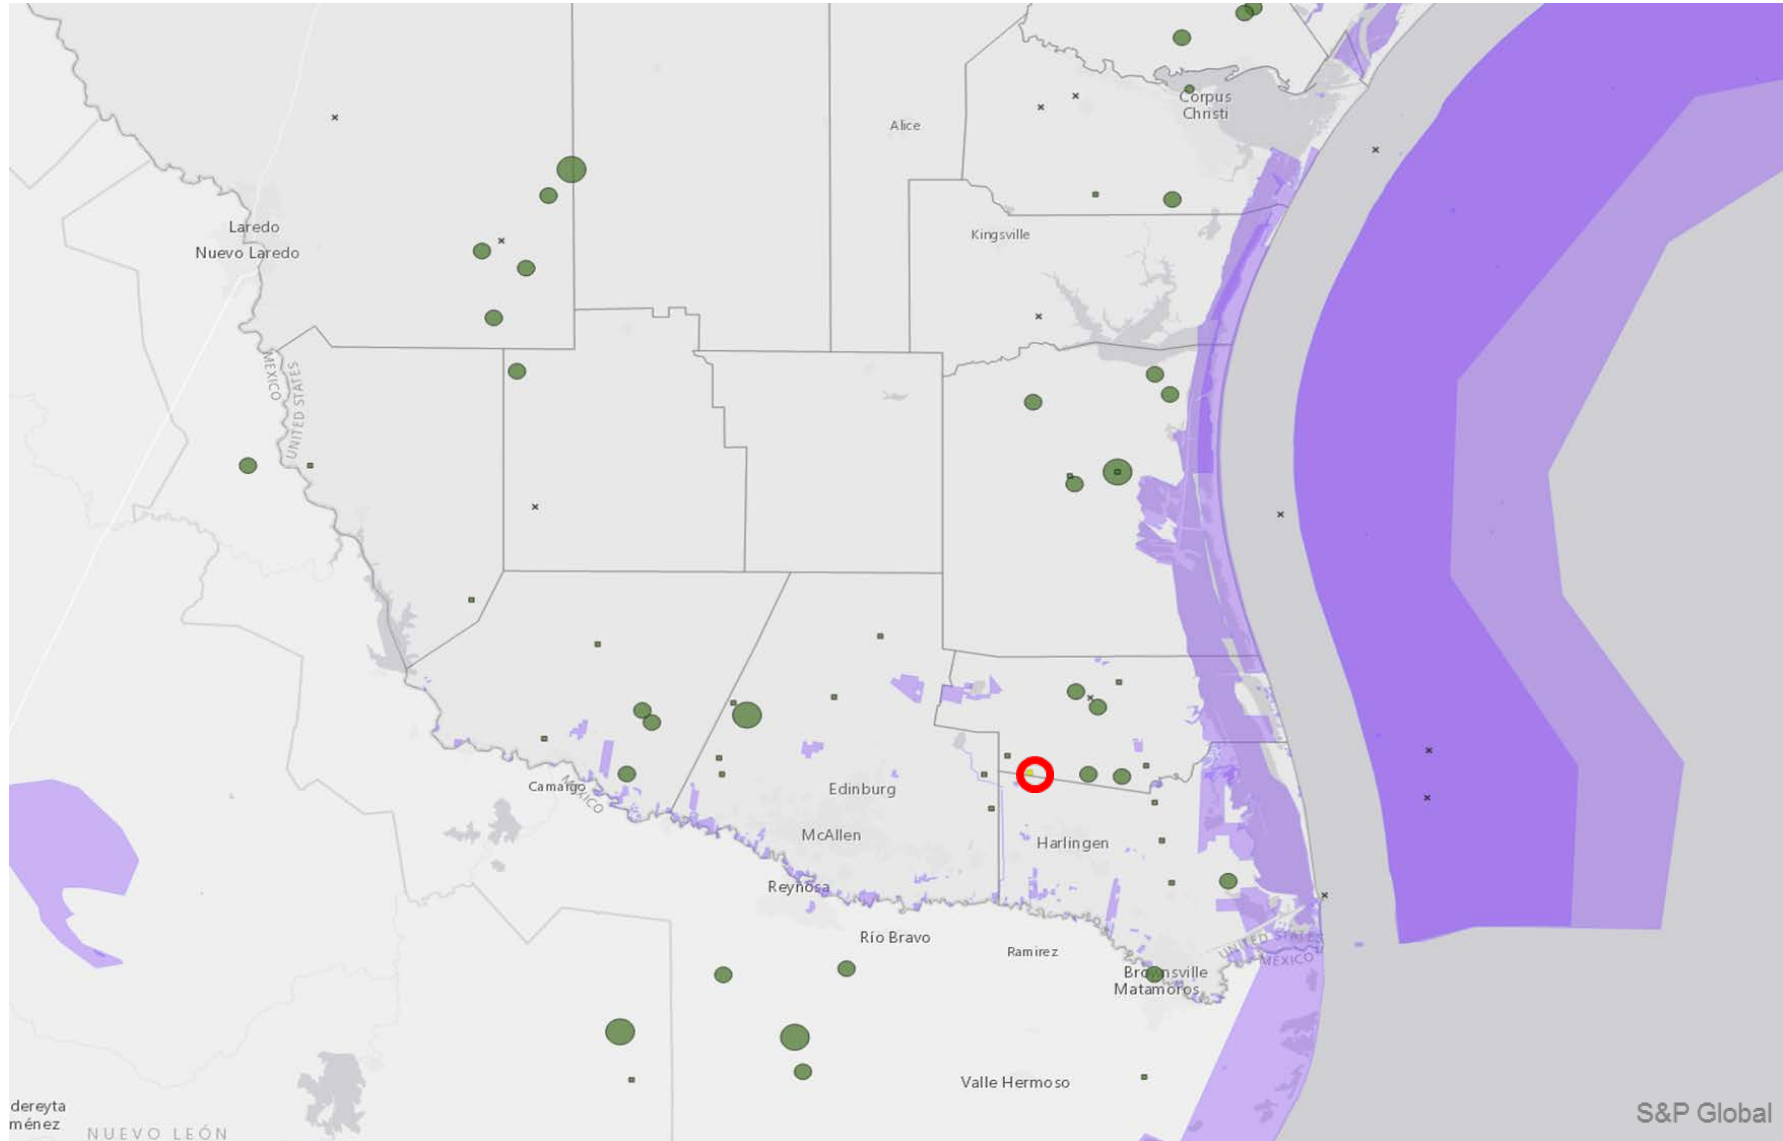 Corpus
Christi
Alice
Laredo
Nuevo Laredo
Kingsville
MEXICO
UNITED STATES
Camargo
MEXICO
Edinburg
McAllen
Harlingen
Reynosa
Río Bravo
Ramirez
UNITED STATES
MEXICO
Brownsville
Matamoros
Valle Hermoso
dereyta
ménez
NUEVO LEÓN
S&P Global